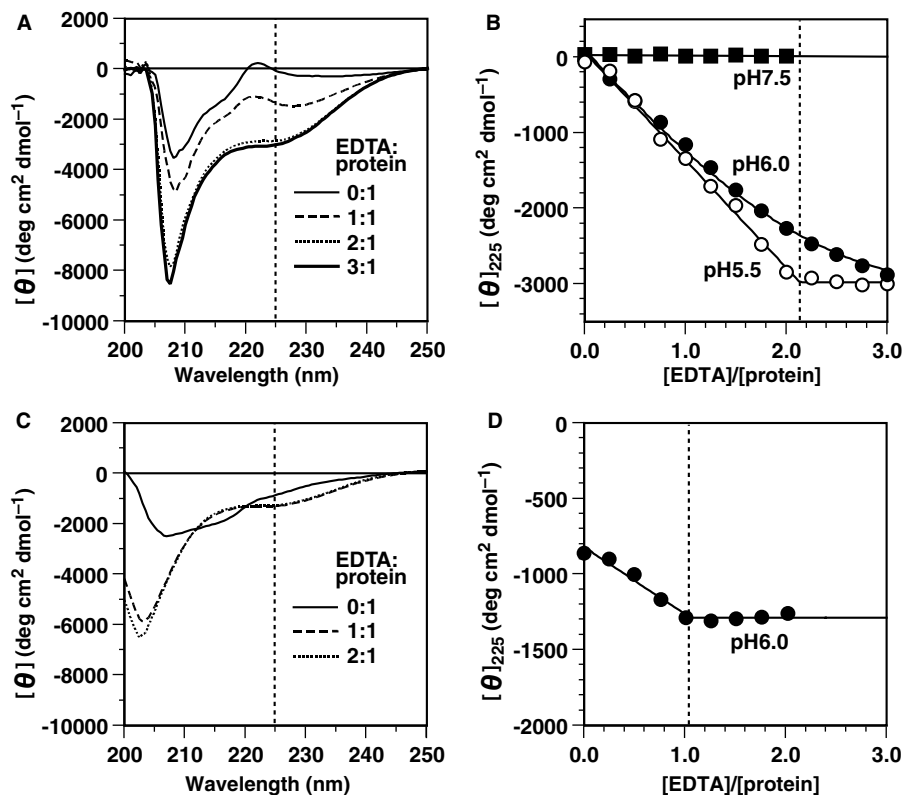 A
2000
0
-2000
-4000
-6000
-8000
-10000
[θ] (deg cm² dmol⁻¹)
EDTA:
protein
0:1
1:1
2:1
3:1
200 210 220 230 240 250
Wavelength (nm)
B
0
-1000
-2000
-3000
[θ]₂₂₅ (deg cm² dmol⁻¹)
pH7.5
pH6.0
pH5.5
0.0 1.0 2.0 3.0
[EDTA]/[protein]
C
2000
0
-2000
-4000
-6000
-8000
-10000
[θ] (deg cm² dmol⁻¹)
EDTA:
protein
0:1
1:1
2:1
200 210 220 230 240 250
Wavelength (nm)
D
0
-500
-1000
-1500
-2000
[θ]₂₂₅ (deg cm² dmol⁻¹)
pH6.0
0.0 1.0 2.0 3.0
[EDTA]/[protein]